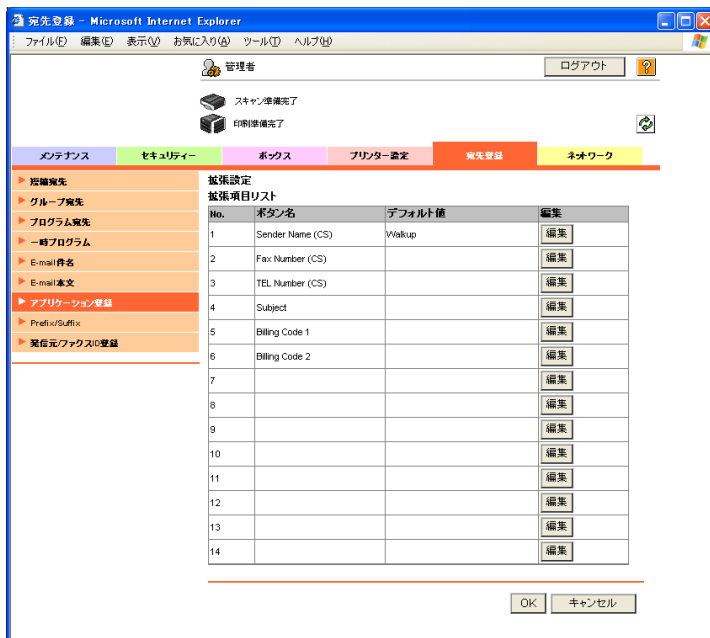 宛先登録 - Microsoft Internet Explorer
ファイル(F) 編集(E) 表示(V) お気に入り(A) ツール(T) ヘルプ(H)
管理者 ログアウト ?
スキャン準備完了
印刷準備完了
メンテナンス セキュリティー ボックス プリンター設定 宛先登録 ネットワーク
短縮宛先
グループ宛先
プログラム宛先
一時プログラム
E-mail件名
E-mail本文
アプリケーション登録
Prefix/Suffix
発信元/ファクスID登録
拡張設定
拡張項目リスト
No. ボタン名 デフォルト値 編集
1 Sender Name (CS) Walkup 編集
2 Fax Number (CS) 編集
3 TEL Number (CS) 編集
4 Subject 編集
5 Billing Code 1 編集
6 Billing Code 2 編集
7 編集
8 編集
9 編集
10 編集
11 編集
12 編集
13 編集
14 編集
OK キャンセル